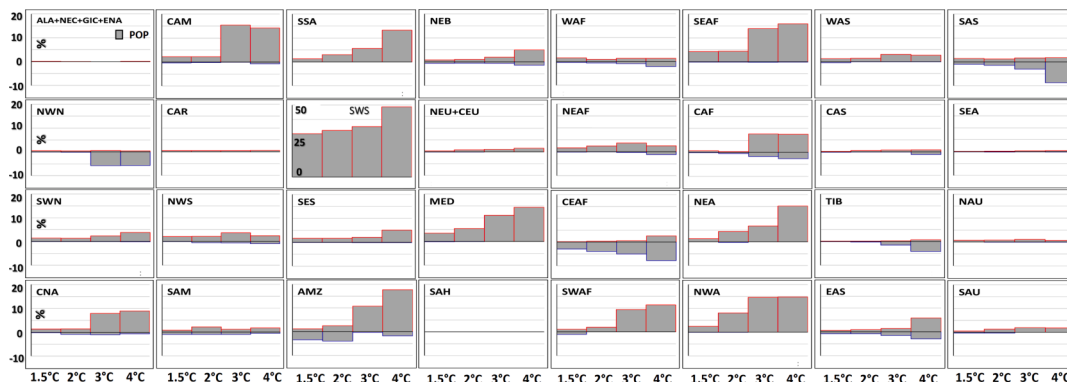 20 ALA+NEC+GIC+ENA CAM SSA NEB WAF SEAF WAS SAS
% POP
10
0
-10
20 NWN CAR 50 SWS NEU+CEU NEAF CAF CAS SEA
%
10 25
0 0
-10
20 SWN NWS SES MED CEAF NEA TIB NAU
%
10
0
-10
20 CNA SAM AMZ SAH SWAF NWA EAS SAU
%
10
0
-10
1.5°C 2°C 3°C 4°C 1.5°C 2°C 3°C 4°C 1.5°C 2°C 3°C 4°C 1.5°C 2°C 3°C 4°C 1.5°C 2°C 3°C 4°C 1.5°C 2°C 3°C 4°C 1.5°C 2°C 3°C 4°C 1.5°C 2°C 3°C 4°C